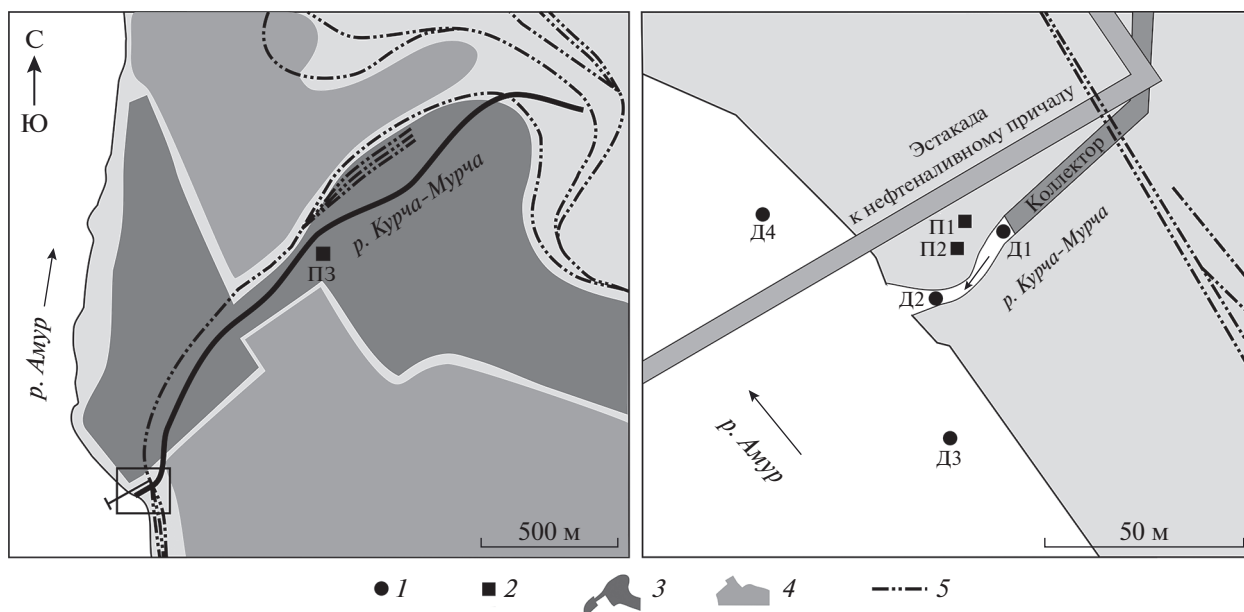 С
Ю
р. Амур
р. Курча-Мурча
П3
500 м
Эстакада
к нефтеналивному причалу
Коллектор
р. Курча-Мурча
Д4
П1
П2
Д1
Д2
Д3
р. Амур
50 м
1
2
3
4
5